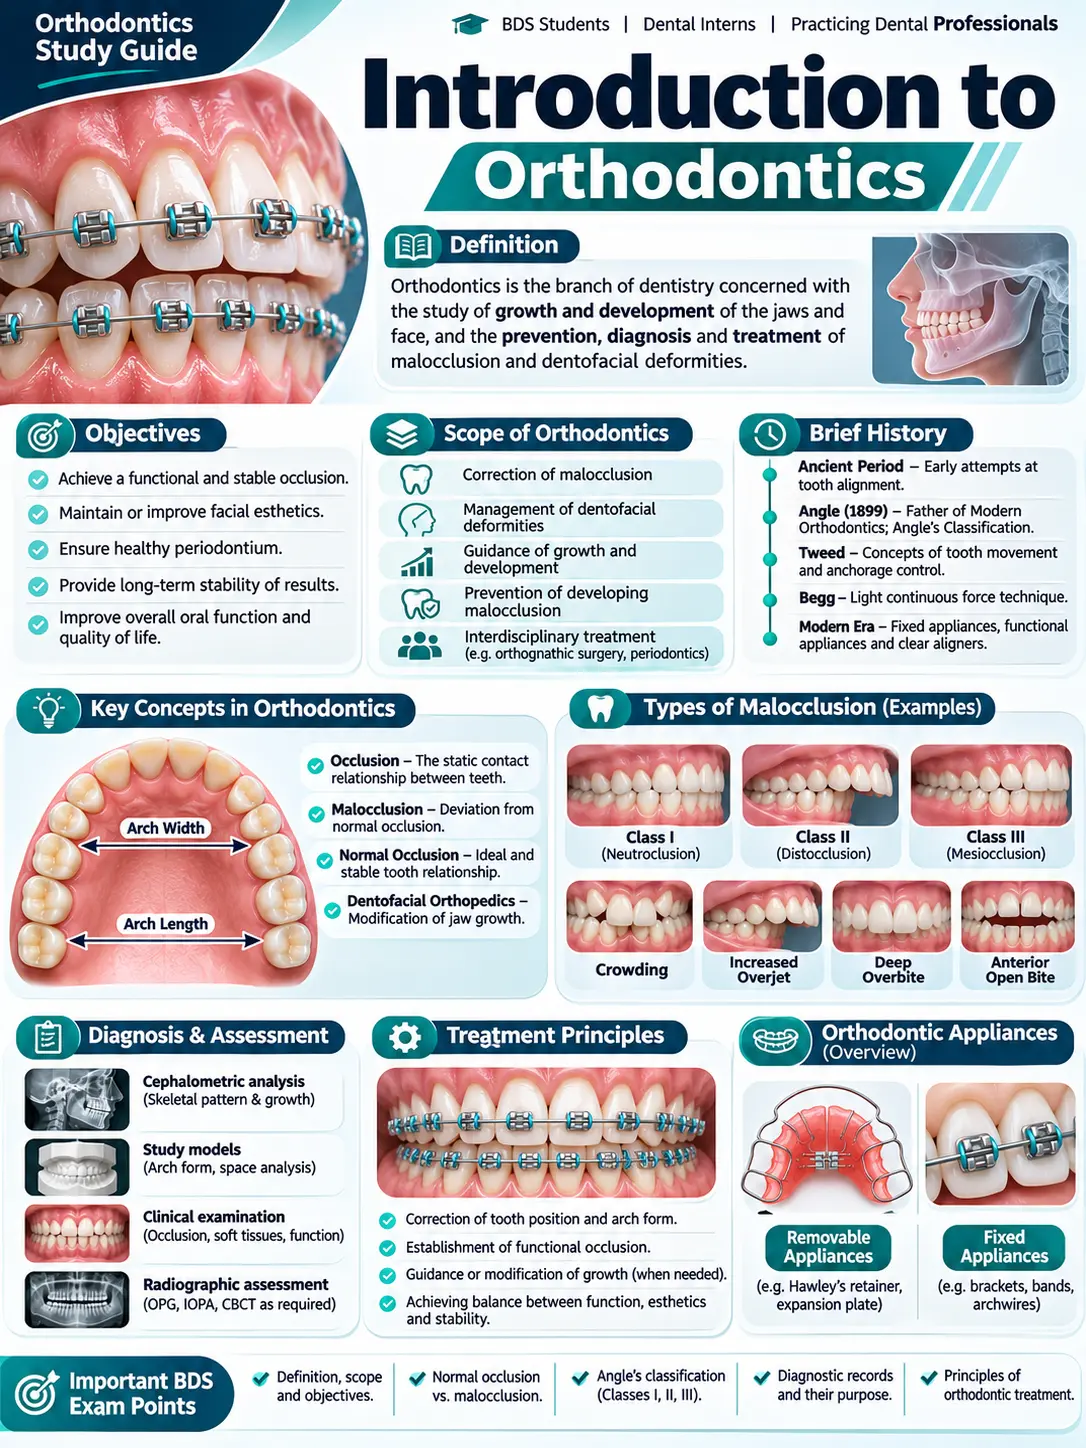 Orthodontics
Study Guide
BDS Students | Dental Interns | Practicing Dental Professionals
Introduction to
Orthodontics
Definition
Orthodontics is the branch of dentistry concerned with
the study of growth and development of the jaws and
face, and the prevention, diagnosis and treatment of
malocclusion and dentofacial deformities.
Objectives
Achieve a functional and stable occlusion.
Maintain or improve facial esthetics.
Ensure healthy periodontium.
Provide long-term stability of results.
Improve overall oral function and
quality of life.
Scope of Orthodontics
Correction of malocclusion
Management of dentofacial
deformities
Guidance of growth and
development
Prevention of developing
malocclusion
Interdisciplinary treatment
(e.g. orthognathic surgery, periodontics)
Brief History
Ancient Period – Early attempts at
tooth alignment.
Angle (1899) – Father of Modern
Orthodontics; Angle's Classification.
Tweed – Concepts of tooth movement
and anchorage control.
Begg – Light continuous force technique.
Modern Era – Fixed appliances, functional
appliances and clear aligners.
Key Concepts in Orthodontics
Arch Width
Arch Length
Occlusion – The static contact
relationship between teeth.
Malocclusion – Deviation from
normal occlusion.
Normal Occlusion – Ideal and
stable tooth relationship.
Dentofacial Orthopedics –
Modification of jaw growth.
Types of Malocclusion (Examples)
Class I
(Neutroclusion)
Class II
(Distocclusion)
Class III
(Mesiocclusion)
Crowding
Increased
Overjet
Deep
Overbite
Anterior
Open Bite
Diagnosis & Assessment
Cephalometric analysis
(Skeletal pattern & growth)
Study models
(Arch form, space analysis)
Clinical examination
(Occlusion, soft tissues, function)
Radiographic assessment
(OPG, IOPA, CBCT as required)
Treatment Principles
Correction of tooth position and arch form.
Establishment of functional occlusion.
Guidance or modification of growth (when needed).
Achieving balance between function, esthetics
and stability.
Orthodontic Appliances
(Overview)
Removable
Appliances
(e.g. Hawley's retainer,
expansion plate)
Fixed
Appliances
(e.g. brackets, bands,
archwires)
Important BDS
Exam Points
Definition, scope
and objectives.
Normal occlusion
vs. malocclusion.
Angle's classification
(Classes I, II, III).
Diagnostic records
and their purpose.
Principles of
orthodontic treatment.